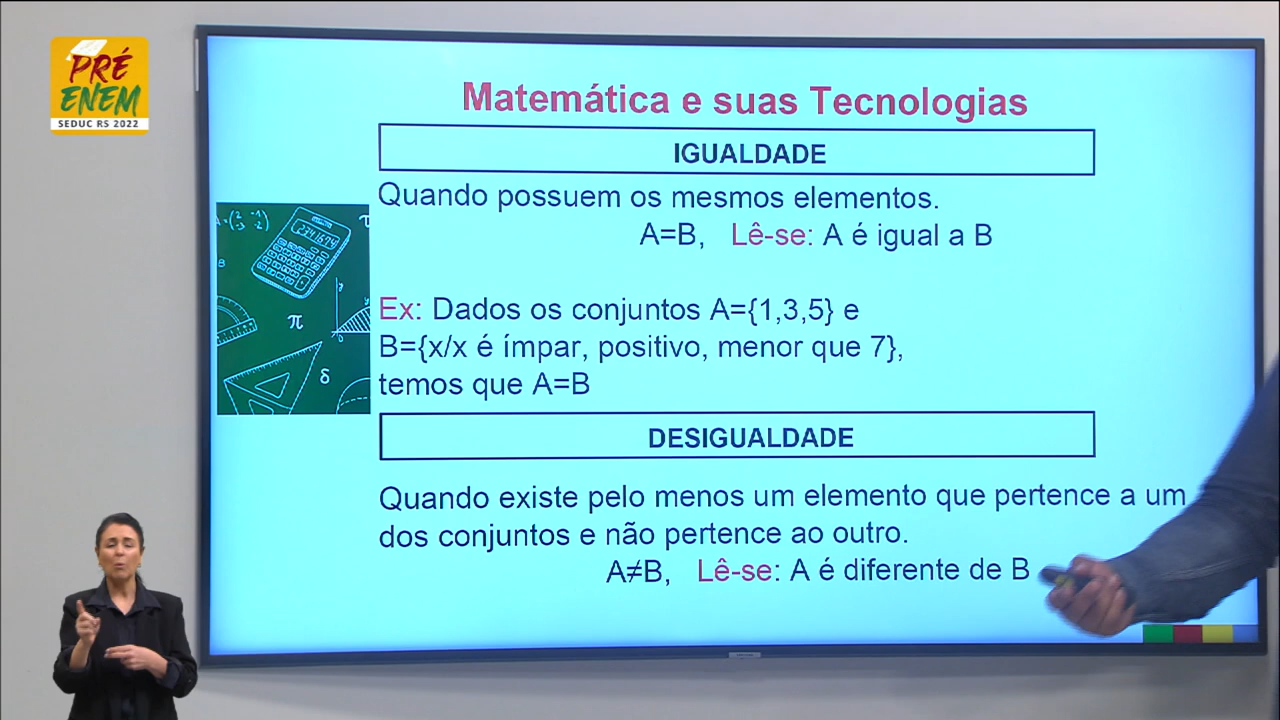 PRÉ
ENEM
SEDUC RS 2022
Matemática e suas Tecnologias
IGUALDADE
Quando possuem os mesmos elementos.
A=B, Lê-se: A é igual a B
Ex: Dados os conjuntos A={1,3,5} e
B={x/x é ímpar, positivo, menor que 7},
temos que A=B
DESIGUALDADE
Quando existe pelo menos um elemento que pertence a um
dos conjuntos e não pertence ao outro.
A≠B, Lê-se: A é diferente de B
π
δ